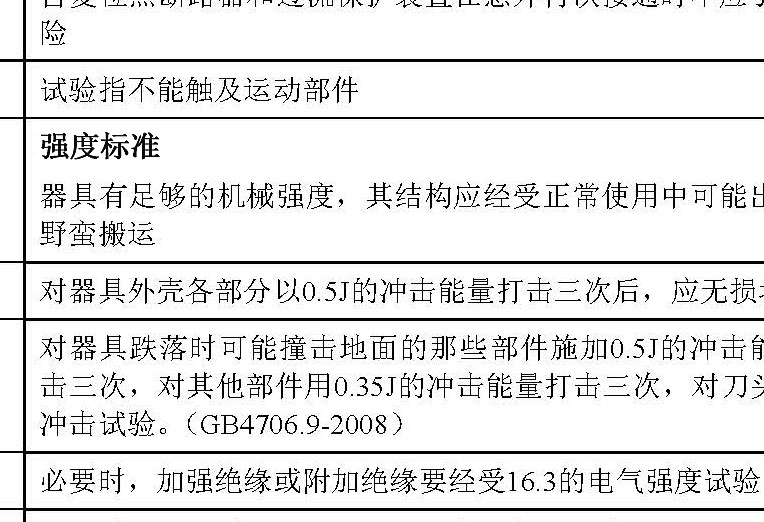 险
试验指不能触及运动部件
强度标准
器具有足够的机械强度，其结构应经受正常使用中可能出
野蛮搬运
对器具外壳各部分以0.5J的冲击能量打击三次后，应无损
对器具跌落时可能撞击地面的那些部件施加0.5J的冲击能
击三次，对其他部件用0.35J的冲击能量打击三次，对刀头
冲击试验。（GB4706.9-2008）
必要时，加强绝缘或附加绝缘要经受16.3的电气强度试验